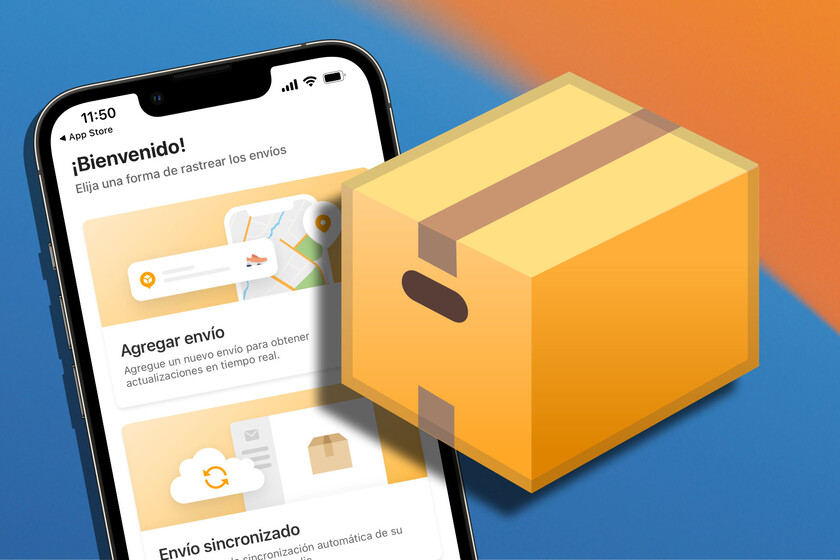 11:50
◀ App Store
¡Bienvenido!
Elija una forma de rastrear los envíos
Agregar envío
Agregue un nuevo envío para obtener
actualizaciones en tiempo real.
Envío sincronizado
sincronización automática de su